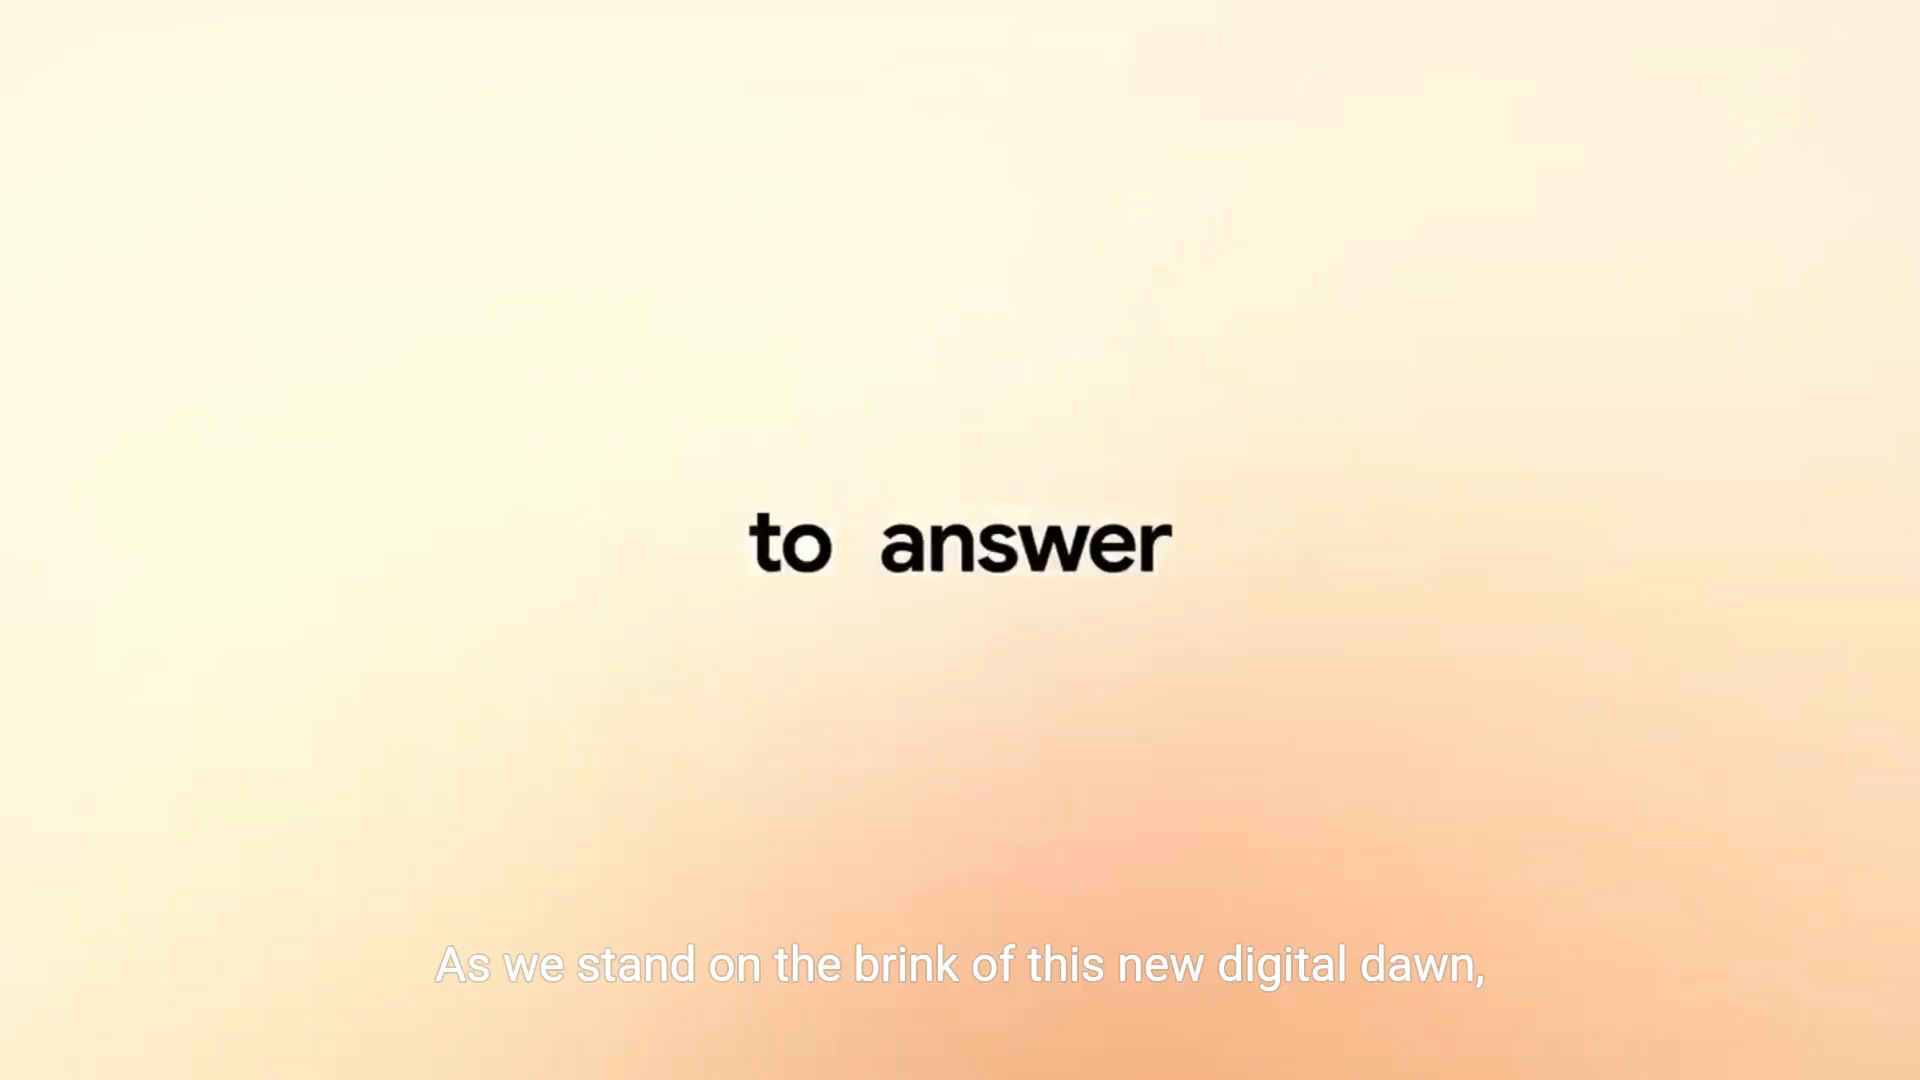 to answer
As we stand on the brink of this new digital dawn,